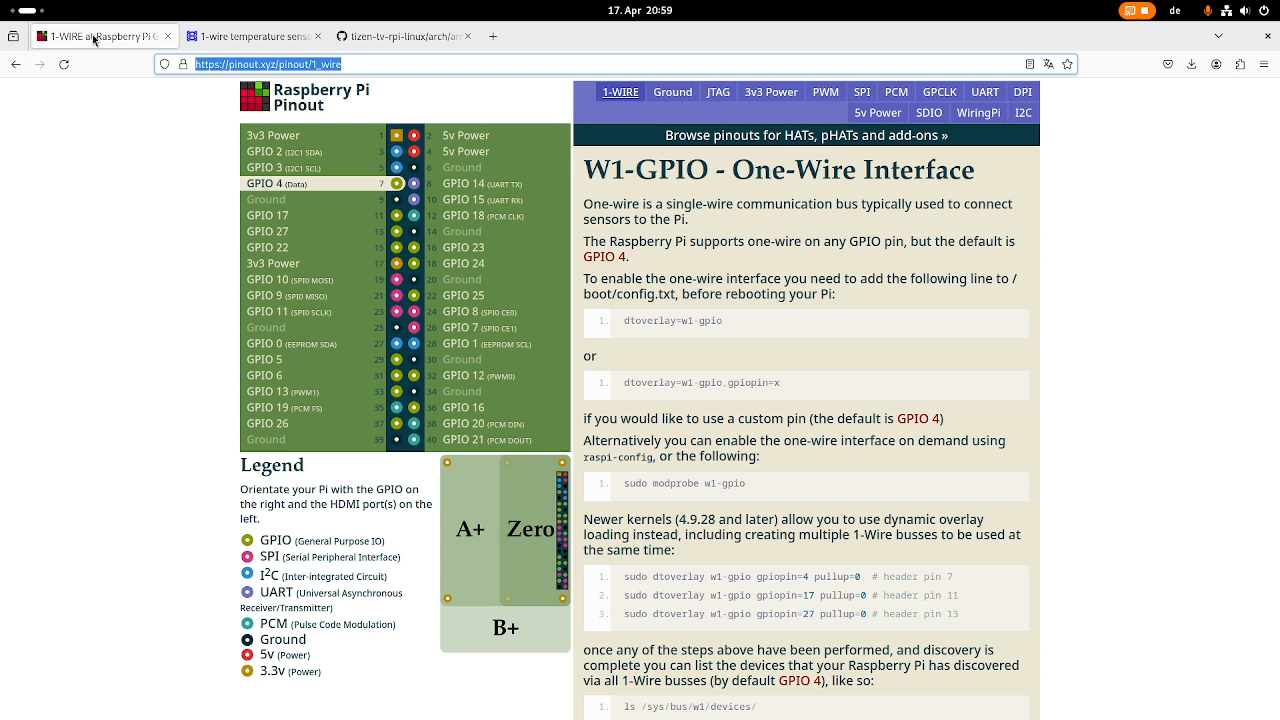 17. Apr 20:59
de
1-WIRE at Raspberry Pi G
1-wire temperature senso
tizen-tv-rpi-linux/arch/arm
https://pinout.xyz/pinout/1_wire
Raspberry Pi
Pinout
1-WIRE Ground JTAG 3v3 Power PWM SPI PCM GPCLK UART DPI
5v Power SDIO WiringPi I2C
Browse pinouts for HATs, pHATs and add-ons »
3v3 Power 1 2 5v Power
GPIO 2 (I2C1 SDA) 3 4 5v Power
GPIO 3 (I2C1 SCL) 5 6 Ground
GPIO 4 (Data) 7 8 GPIO 14 (UART TX)
Ground 9 10 GPIO 15 (UART RX)
GPIO 17 11 12 GPIO 18 (PCM CLK)
GPIO 27 13 14 Ground
GPIO 22 15 16 GPIO 23
3v3 Power 17 18 GPIO 24
GPIO 10 (SPI0 MOSI) 19 20 Ground
GPIO 9 (SPI0 MISO) 21 22 GPIO 25
GPIO 11 (SPI0 SCLK) 23 24 GPIO 8 (SPI0 CE0)
Ground 25 26 GPIO 7 (SPI0 CE1)
GPIO 0 (EEPROM SDA) 27 28 GPIO 1 (EEPROM SCL)
GPIO 5 29 30 Ground
GPIO 6 31 32 GPIO 12 (PWM0)
GPIO 13 (PWM1) 33 34 Ground
GPIO 19 (PCM FS) 35 36 GPIO 16
GPIO 26 37 38 GPIO 20 (PCM DIN)
Ground 39 40 GPIO 21 (PCM DOUT)
Legend
Orientate your Pi with the GPIO on
the right and the HDMI port(s) on the
left.
GPIO (General Purpose IO)
SPI (Serial Peripheral Interface)
I2C (Inter-integrated Circuit)
UART (Universal Asynchronous
Receiver/Transmitter)
PCM (Pulse Code Modulation)
Ground
5v (Power)
3.3v (Power)
A+
Zero
B+
W1-GPIO - One-Wire Interface
One-wire is a single-wire communication bus typically used to connect
sensors to the Pi.
The Raspberry Pi supports one-wire on any GPIO pin, but the default is
GPIO 4.
To enable the one-wire interface you need to add the following line to /
boot/config.txt, before rebooting your Pi:
1. dtoverlay=w1-gpio
or
1. dtoverlay=w1-gpio,gpiopin=x
if you would like to use a custom pin (the default is GPIO 4)
Alternatively you can enable the one-wire interface on demand using
raspi-config, or the following:
1. sudo modprobe w1-gpio
Newer kernels (4.9.28 and later) allow you to use dynamic overlay
loading instead, including creating multiple 1-Wire busses to be used at
the same time:
1. sudo dtoverlay w1-gpio gpiopin=4 pullup=0 # header pin 7
2. sudo dtoverlay w1-gpio gpiopin=17 pullup=0 # header pin 11
3. sudo dtoverlay w1-gpio gpiopin=27 pullup=0 # header pin 13
once any of the steps above have been performed, and discovery is
complete you can list the devices that your Raspberry Pi has discovered
via all 1-Wire busses (by default GPIO 4), like so:
1. ls /sys/bus/w1/devices/